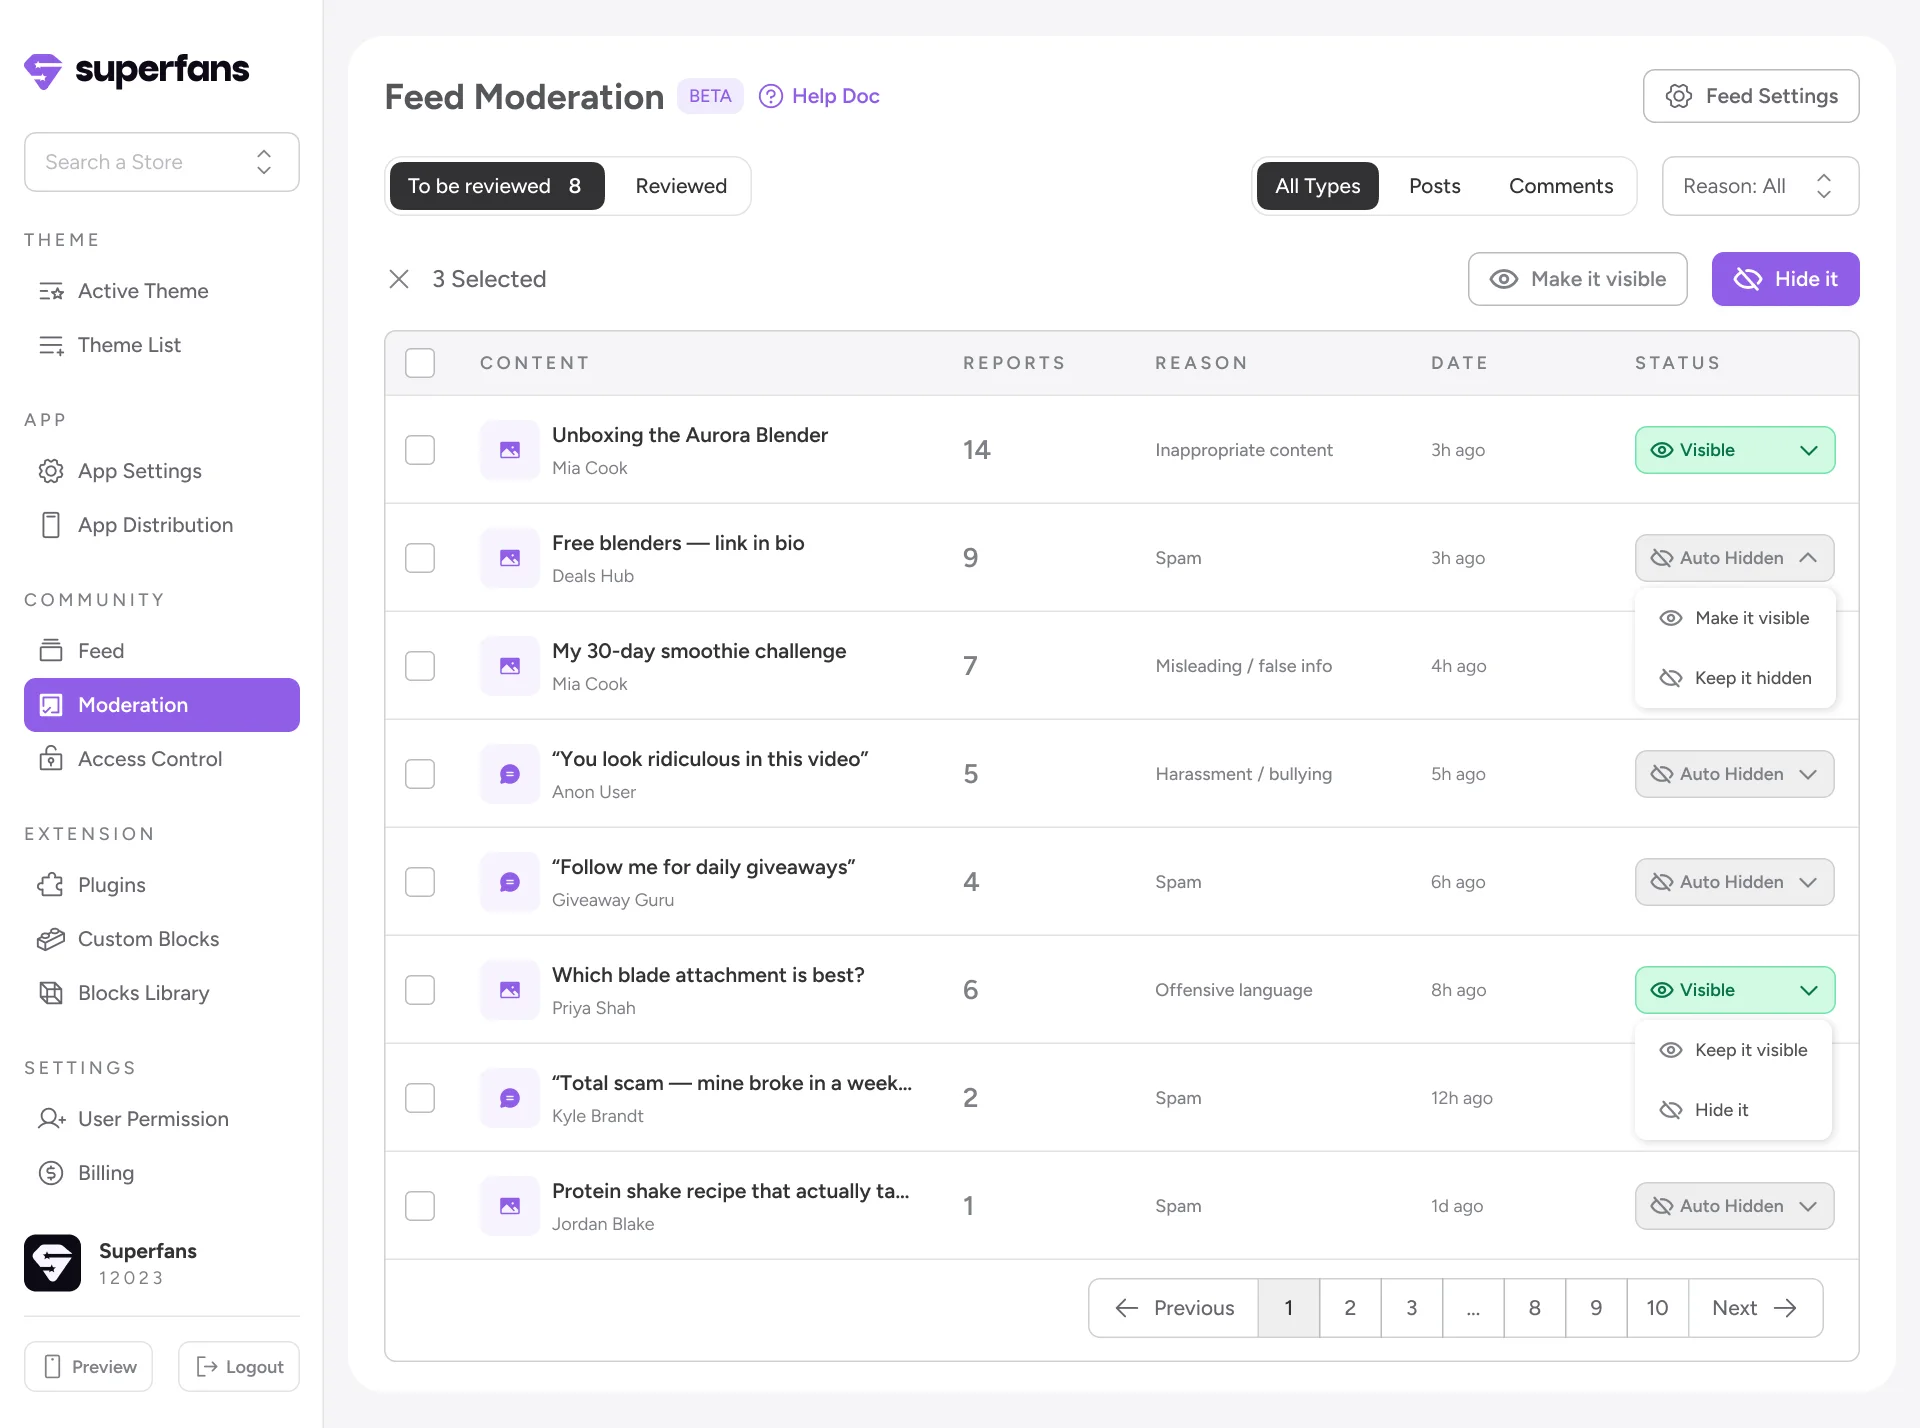 superfans
Search a Store
THEME
Active Theme
Theme List
APP
App Settings
App Distribution
COMMUNITY
Feed
Moderation
Access Control
EXTENSION
Plugins
Custom Blocks
Blocks Library
SETTINGS
User Permission
Billing
Superfans
12023
Preview
Logout
Feed Moderation BETA Help Doc
Feed Settings
To be reviewed 8 Reviewed
All Types Posts Comments
Reason: All
3 Selected
Make it visible
Hide it
CONTENT REPORTS REASON DATE STATUS
Unboxing the Aurora Blender
Mia Cook
14 Inappropriate content 3h ago Visible
Free blenders — link in bio
Deals Hub
9 Spam 3h ago Auto Hidden
Make it visible
Keep it hidden
My 30-day smoothie challenge
Mia Cook
7 Misleading / false info 4h ago
“You look ridiculous in this video”
Anon User
5 Harassment / bullying 5h ago Auto Hidden
“Follow me for daily giveaways”
Giveaway Guru
4 Spam 6h ago Auto Hidden
Which blade attachment is best?
Priya Shah
6 Offensive language 8h ago Visible
Keep it visible
Hide it
“Total scam — mine broke in a week...
Kyle Brandt
2 Spam 12h ago
Protein shake recipe that actually ta...
Jordan Blake
1 Spam 1d ago Auto Hidden
Previous 1 2 3 ... 8 9 10 Next